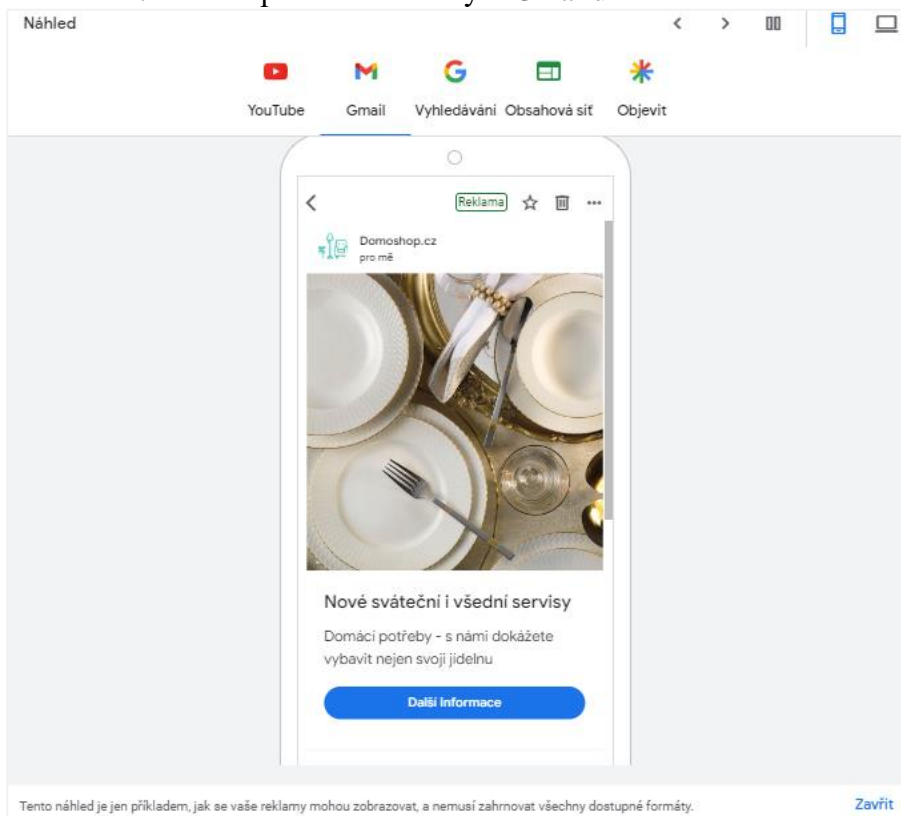 Náhled
YouTube Gmail Vyhledávání Obsahová síť Objevit
Reklama
Domoshop.cz
pro mě
Nové sváteční i všední servisy
Domácí potřeby - s námi dokážete
vybavit nejen svoji jídelnu
Další informace
Tento náhled je jen příkladem, jak se vaše reklamy mohou zobrazovat, a nemusí zahrnovat všechny dostupné formáty.
Zavřít